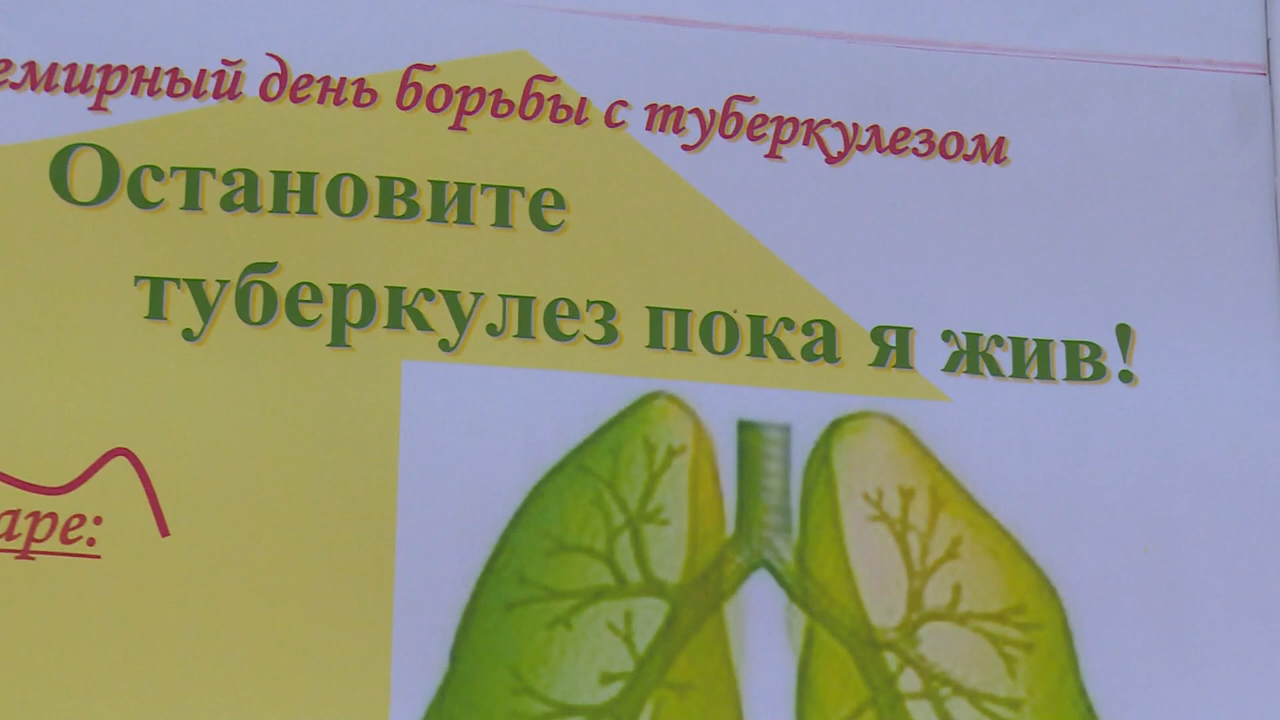 емирный день борьбы с туберкулезом
Остановите
туберкулез пока я жив!
аре: